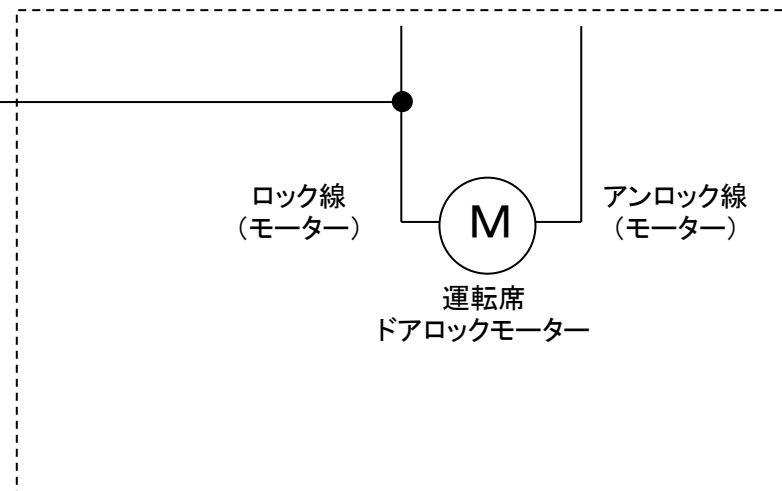 ロック線
（モーター）
M
アンロック線
（モーター）
運転席
ドアロックモーター